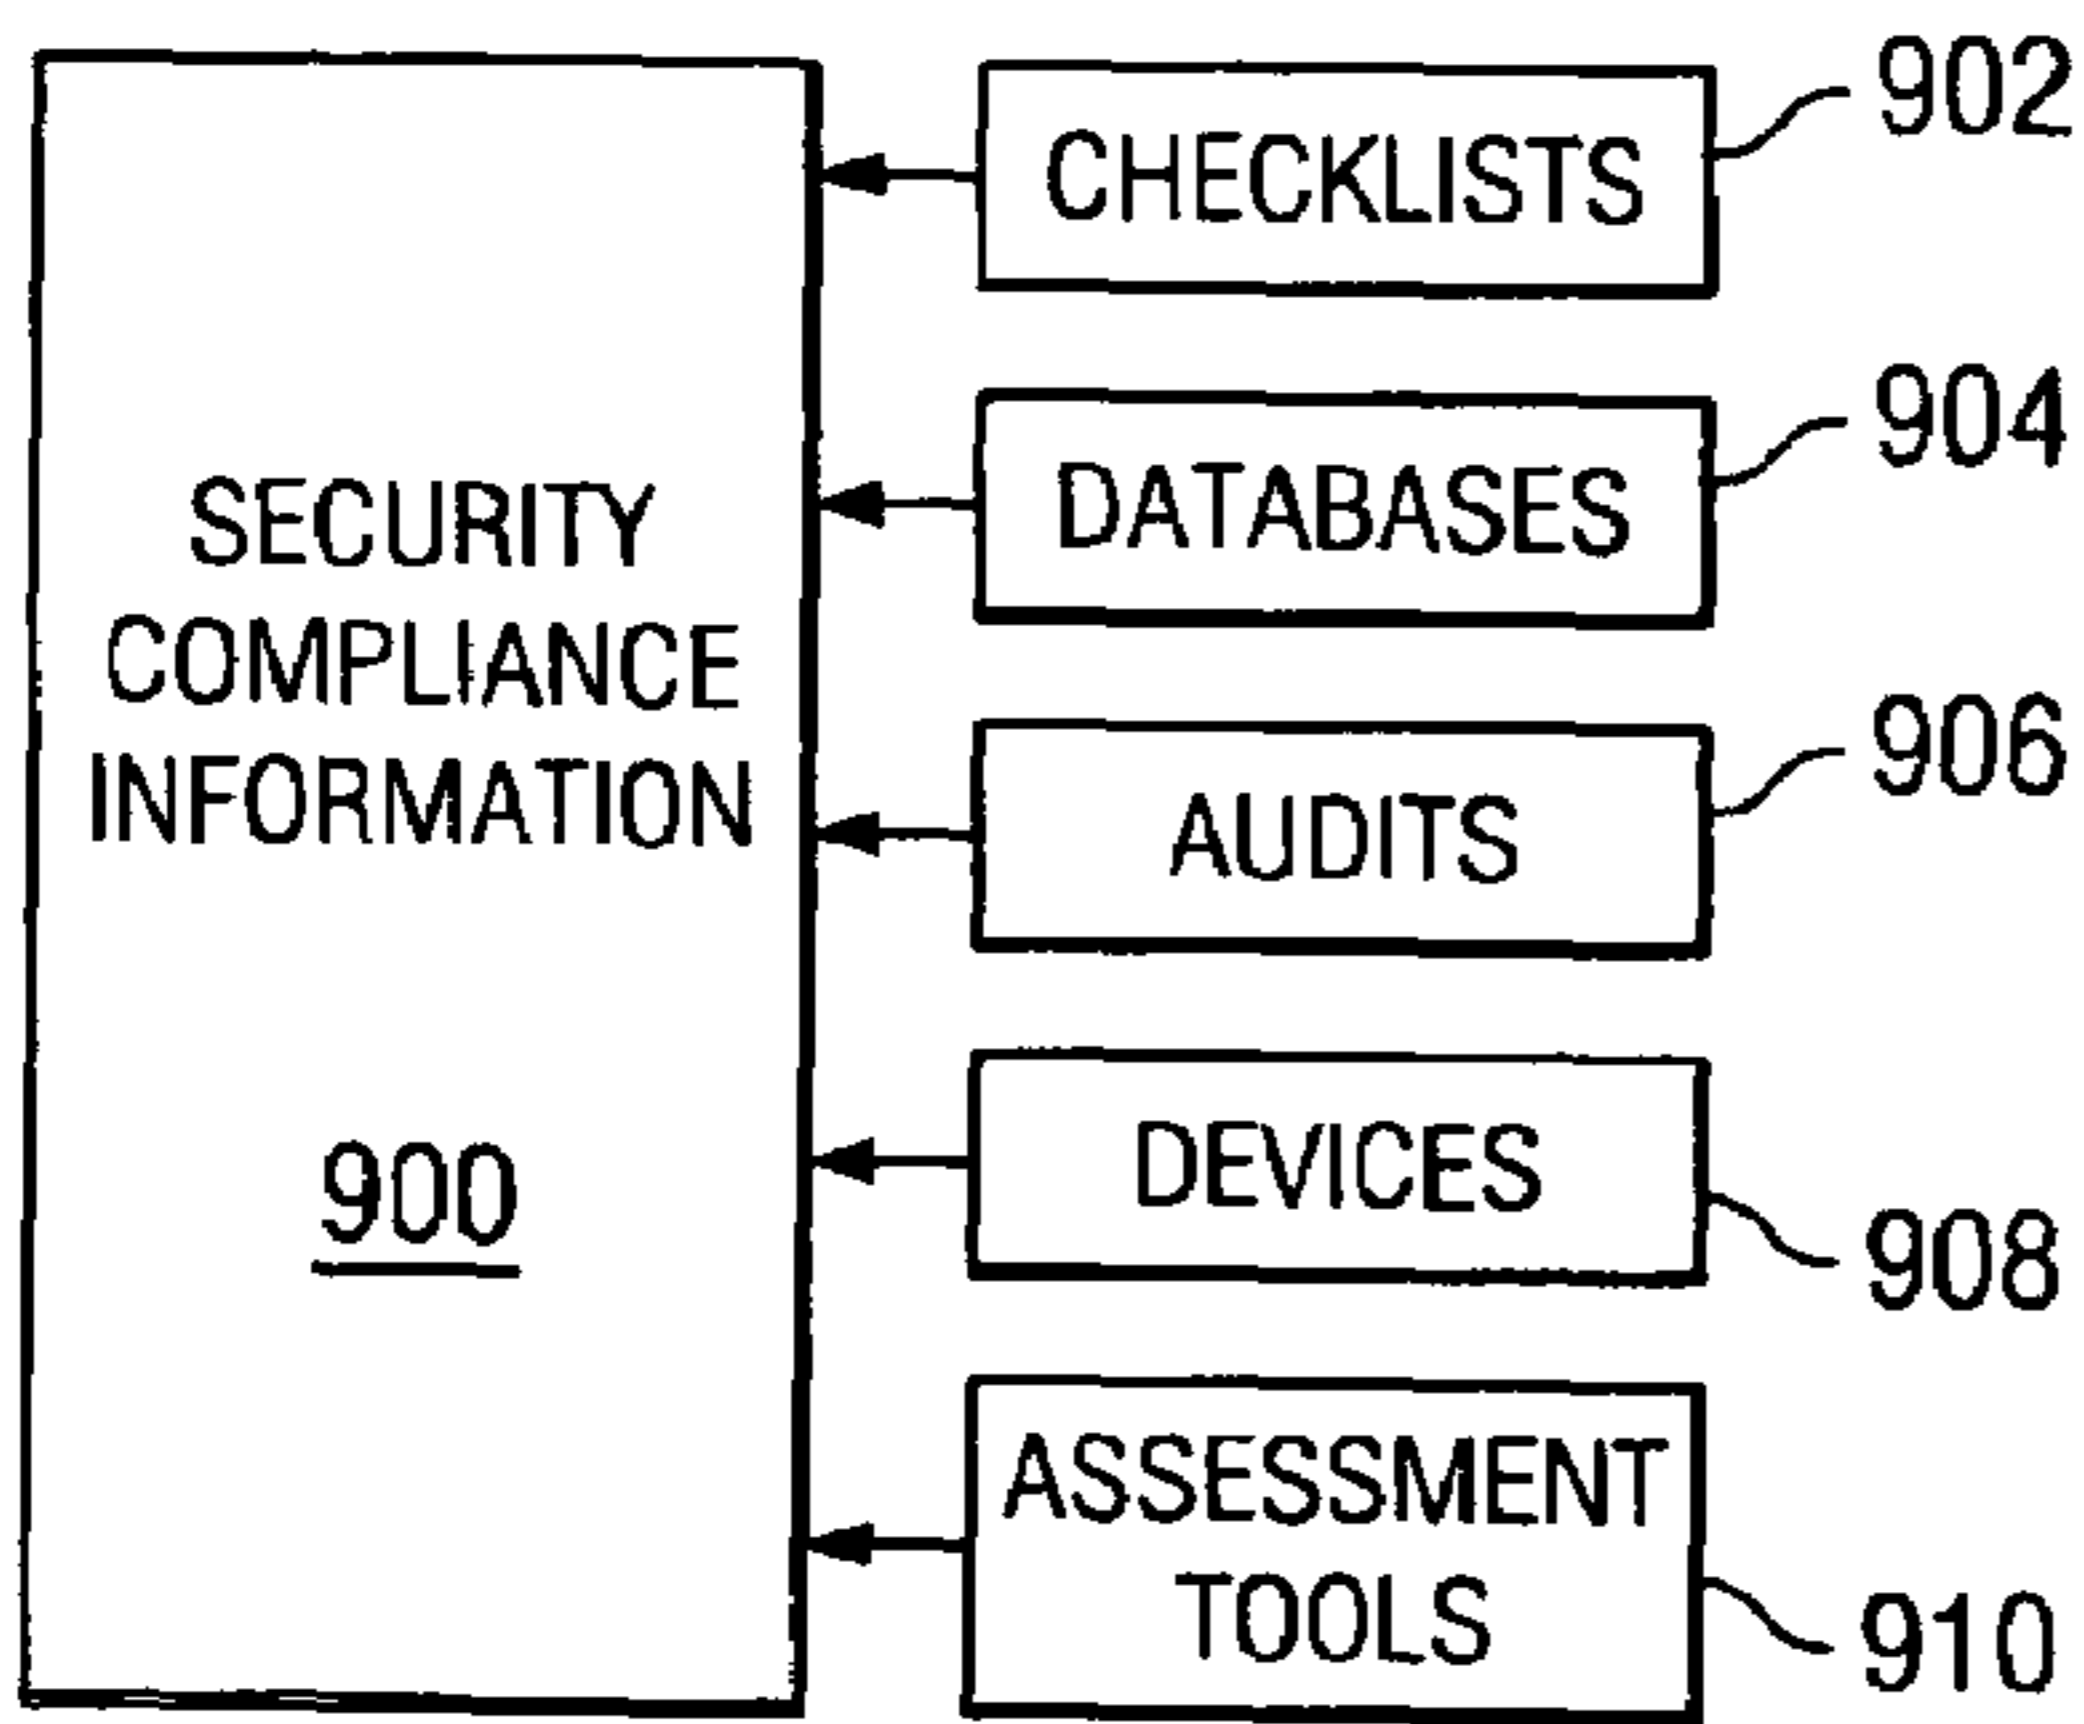 SECURITY
COMPLIANCE
INFORMATION
900
CHECKLISTS
902
DATABASES
904
AUDITS
906
DEVICES
908
ASSESSMENT
TOOLS
910